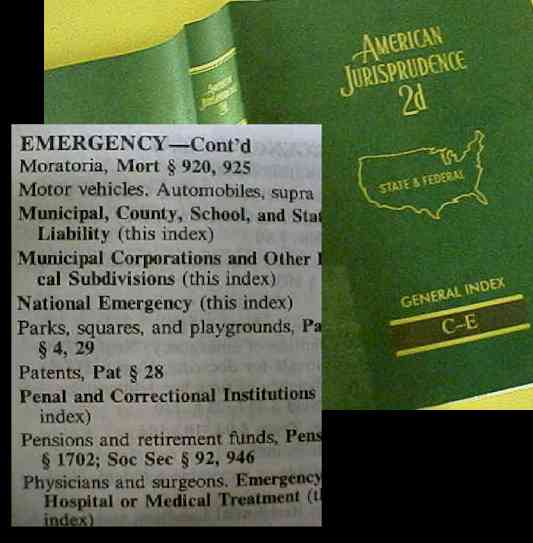 AMERICAN
JURISPRUDENCE
2d
STATE & FEDERAL
GENERAL INDEX
C–E
EMERGENCY—Cont'd
Moratoria, Mort § 920, 925
Motor vehicles. Automobiles, supra
Municipal, County, School, and
Liability (this index)
Municipal Corporations and Other
cal Subdivisions (this index)
National Emergency (this index)
Parks, squares, and playgrounds,
§ 4, 29
Patents, Pat § 28
Penal and Correctional Institutions
index)
Pensions and retirement funds, Pens
§ 1702; Soc Sec § 92, 946
Physicians and surgeons. Emergency
Hospital or Medical Treatment
index)